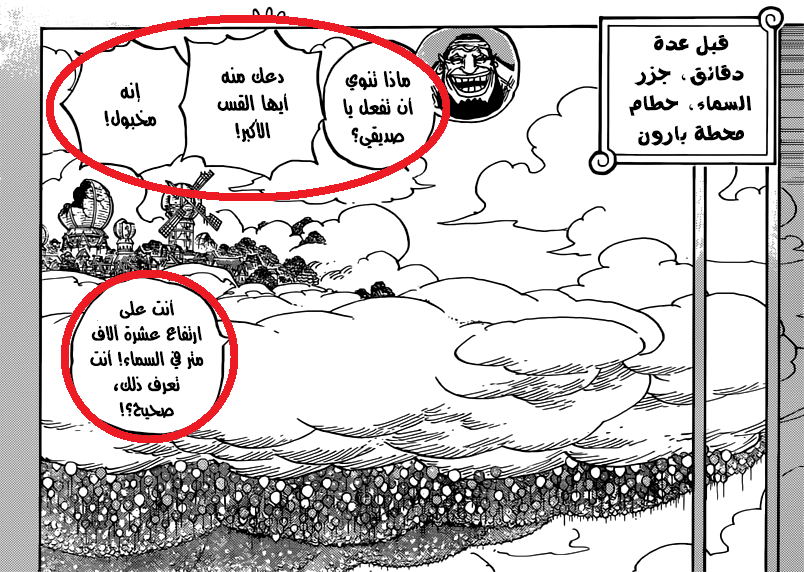 قبل عدة
دقائق، جزر
السماء، حطام
محطة بارون
ماذا تنوي
أن تفعل يا
صديقي؟
دعك منه
أيها القس
الأكبر!
إنه
مخبول!
أنت على
ارتفاع عشرة آلاف
متر في السماء! أنت
تعرف ذلك،
صحيح؟!